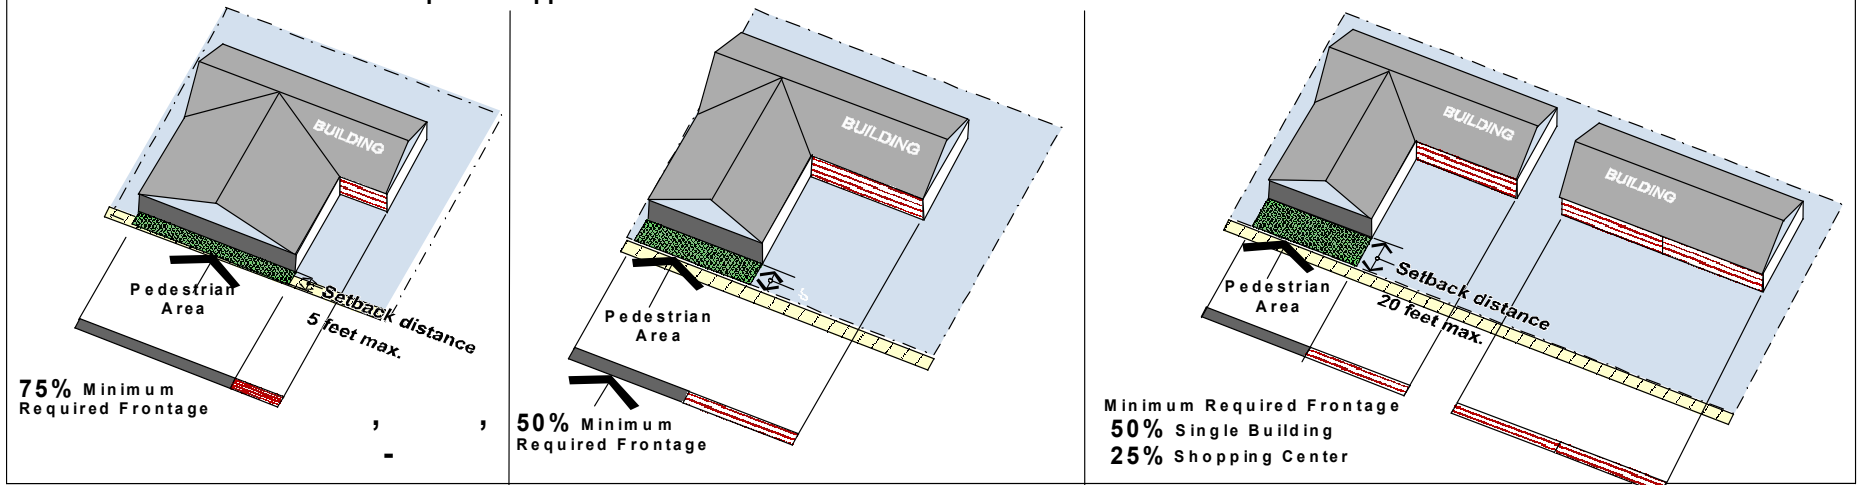 BUILDING
Pedestrian
Area
Setback distance
5 feet max.
75% Minimum
Required Frontage
, ,
-
BUILDING
Pedestrian
Area
50% Minimum
Required Frontage
BUILDING
BUILDING
Pedestrian
Area
Setback distance
20 feet max.
Minimum Required Frontage
50% Single Building
25% Shopping Center